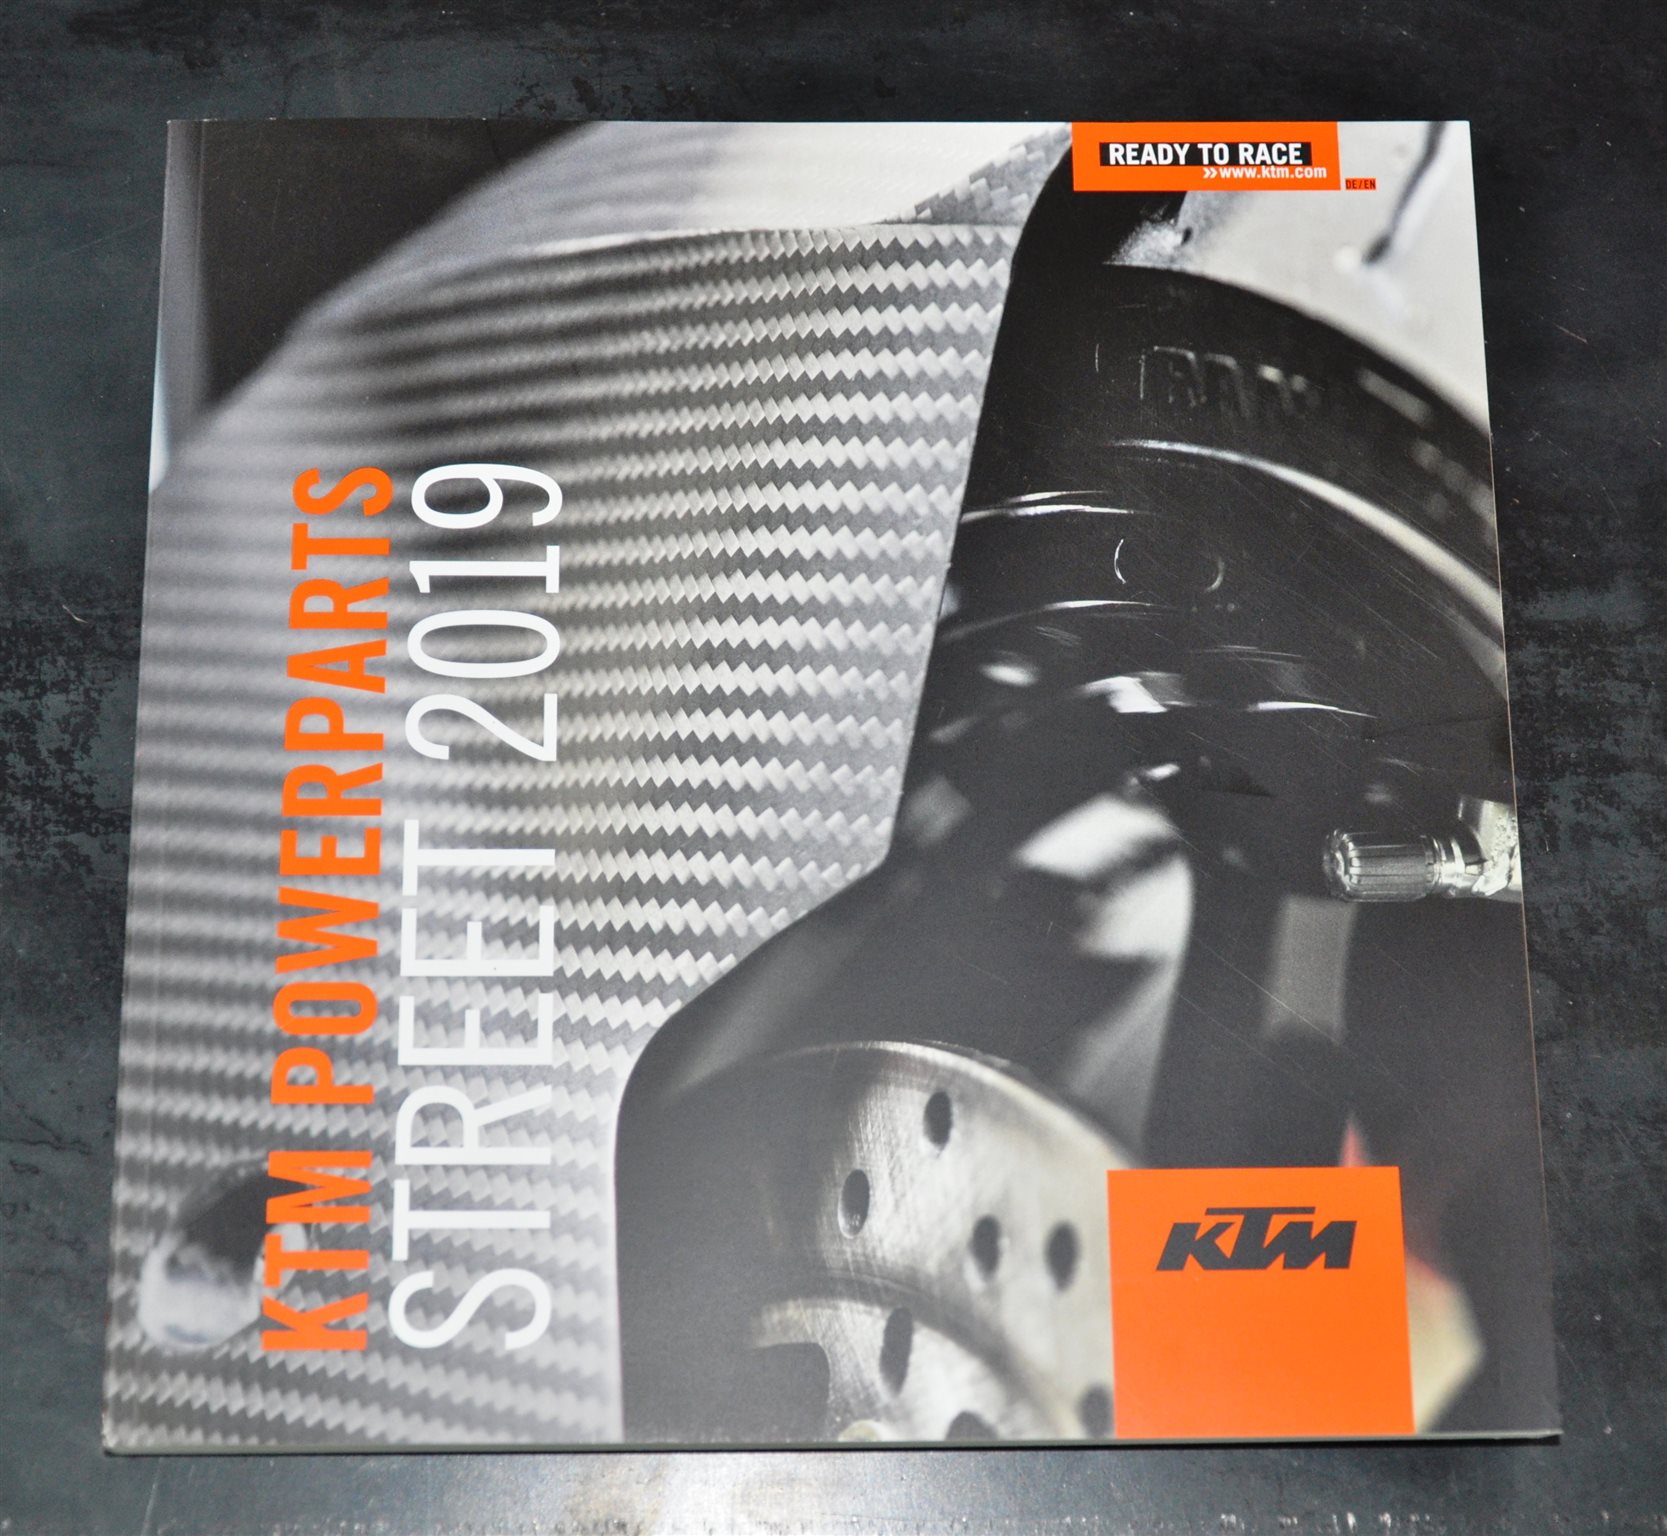 READY TO RACE
»www.ktm.com
DE/EN
KTM POWERPARTS
STREET 2019
KTM